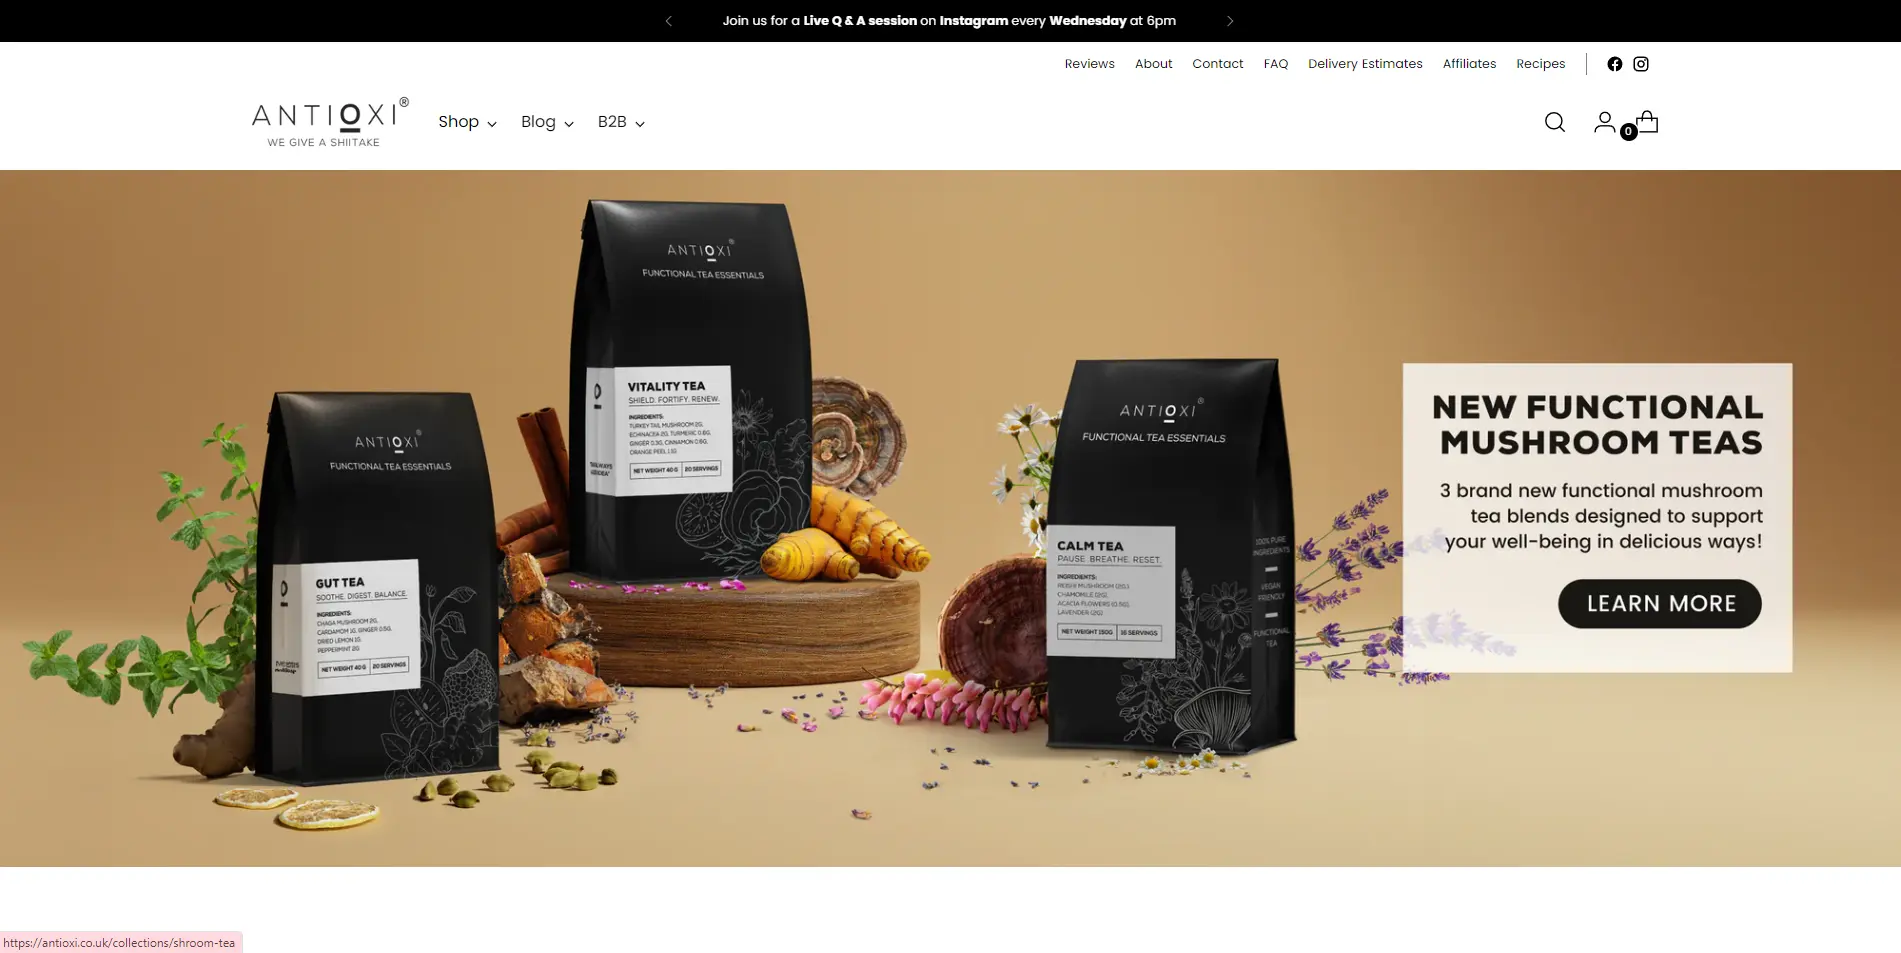 Join us for a Live Q & A session on Instagram every Wednesday at 6pm
Reviews About Contact FAQ Delivery Estimates Affiliates Recipes
ANTIOXI®
WE GIVE A SHIITAKE
Shop Blog B2B
0
ANTIOXI®
FUNCTIONAL TEA ESSENTIALS
VITALITY TEA
SHIELD. FORTIFY. RENEW.
INGREDIENTS:
TURKEY TAIL MUSHROOM 2G,
ECHINACEA 2G, TURMERIC 0.6G,
GINGER 0.3G, CINNAMON 0.6G,
ORANGE PEEL 1.1G
NET WEIGHT 40 G 20 SERVINGS
ANTIOXI®
FUNCTIONAL TEA ESSENTIALS
GUT TEA
SOOTHE. DIGEST. BALANCE.
INGREDIENTS:
CHAGA MUSHROOM 2G,
CARDAMOM 1G, GINGER 0.5G,
DRIED LEMON 1G,
PEPPERMINT 2G
NET WEIGHT 40 G 20 SERVINGS
ANTIOXI®
FUNCTIONAL TEA ESSENTIALS
CALM TEA
PAUSE. BREATHE. RESET.
INGREDIENTS:
REISHI MUSHROOM (2G),
CHAMOMILE (2G),
ACACIA FLOWERS (0.5G),
LAVENDER (2G)
NET WEIGHT 150G 16 SERVINGS
100% PURE
INGREDIENTS
VEGAN
FRIENDLY
FUNCTIONAL
TEA
NEW FUNCTIONAL
MUSHROOM TEAS
3 brand new functional mushroom
tea blends designed to support
your well-being in delicious ways!
LEARN MORE
https://antioxi.co.uk/collections/shroom-tea